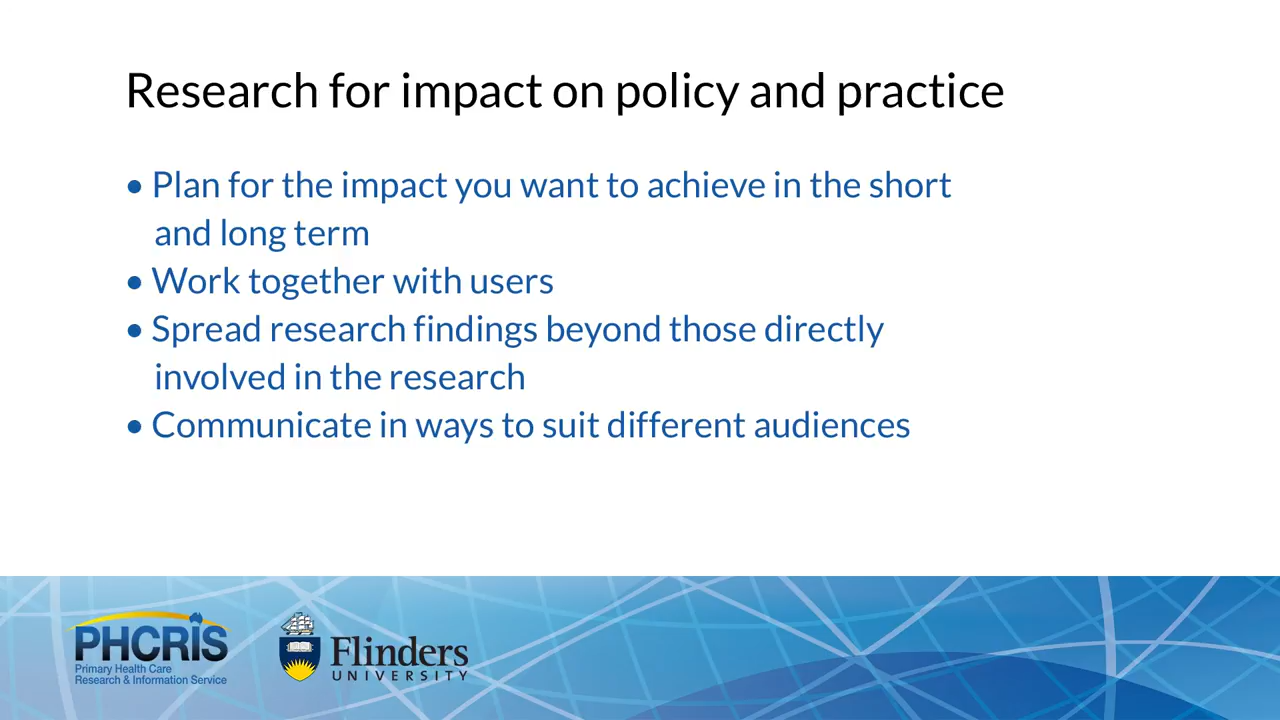 Research for impact on policy and practice
• Plan for the impact you want to achieve in the short
and long term
• Work together with users
• Spread research findings beyond those directly
involved in the research
• Communicate in ways to suit different audiences
PHCRIS
Primary Health Care
Research & Information Service
Flinders
UNIVERSITY